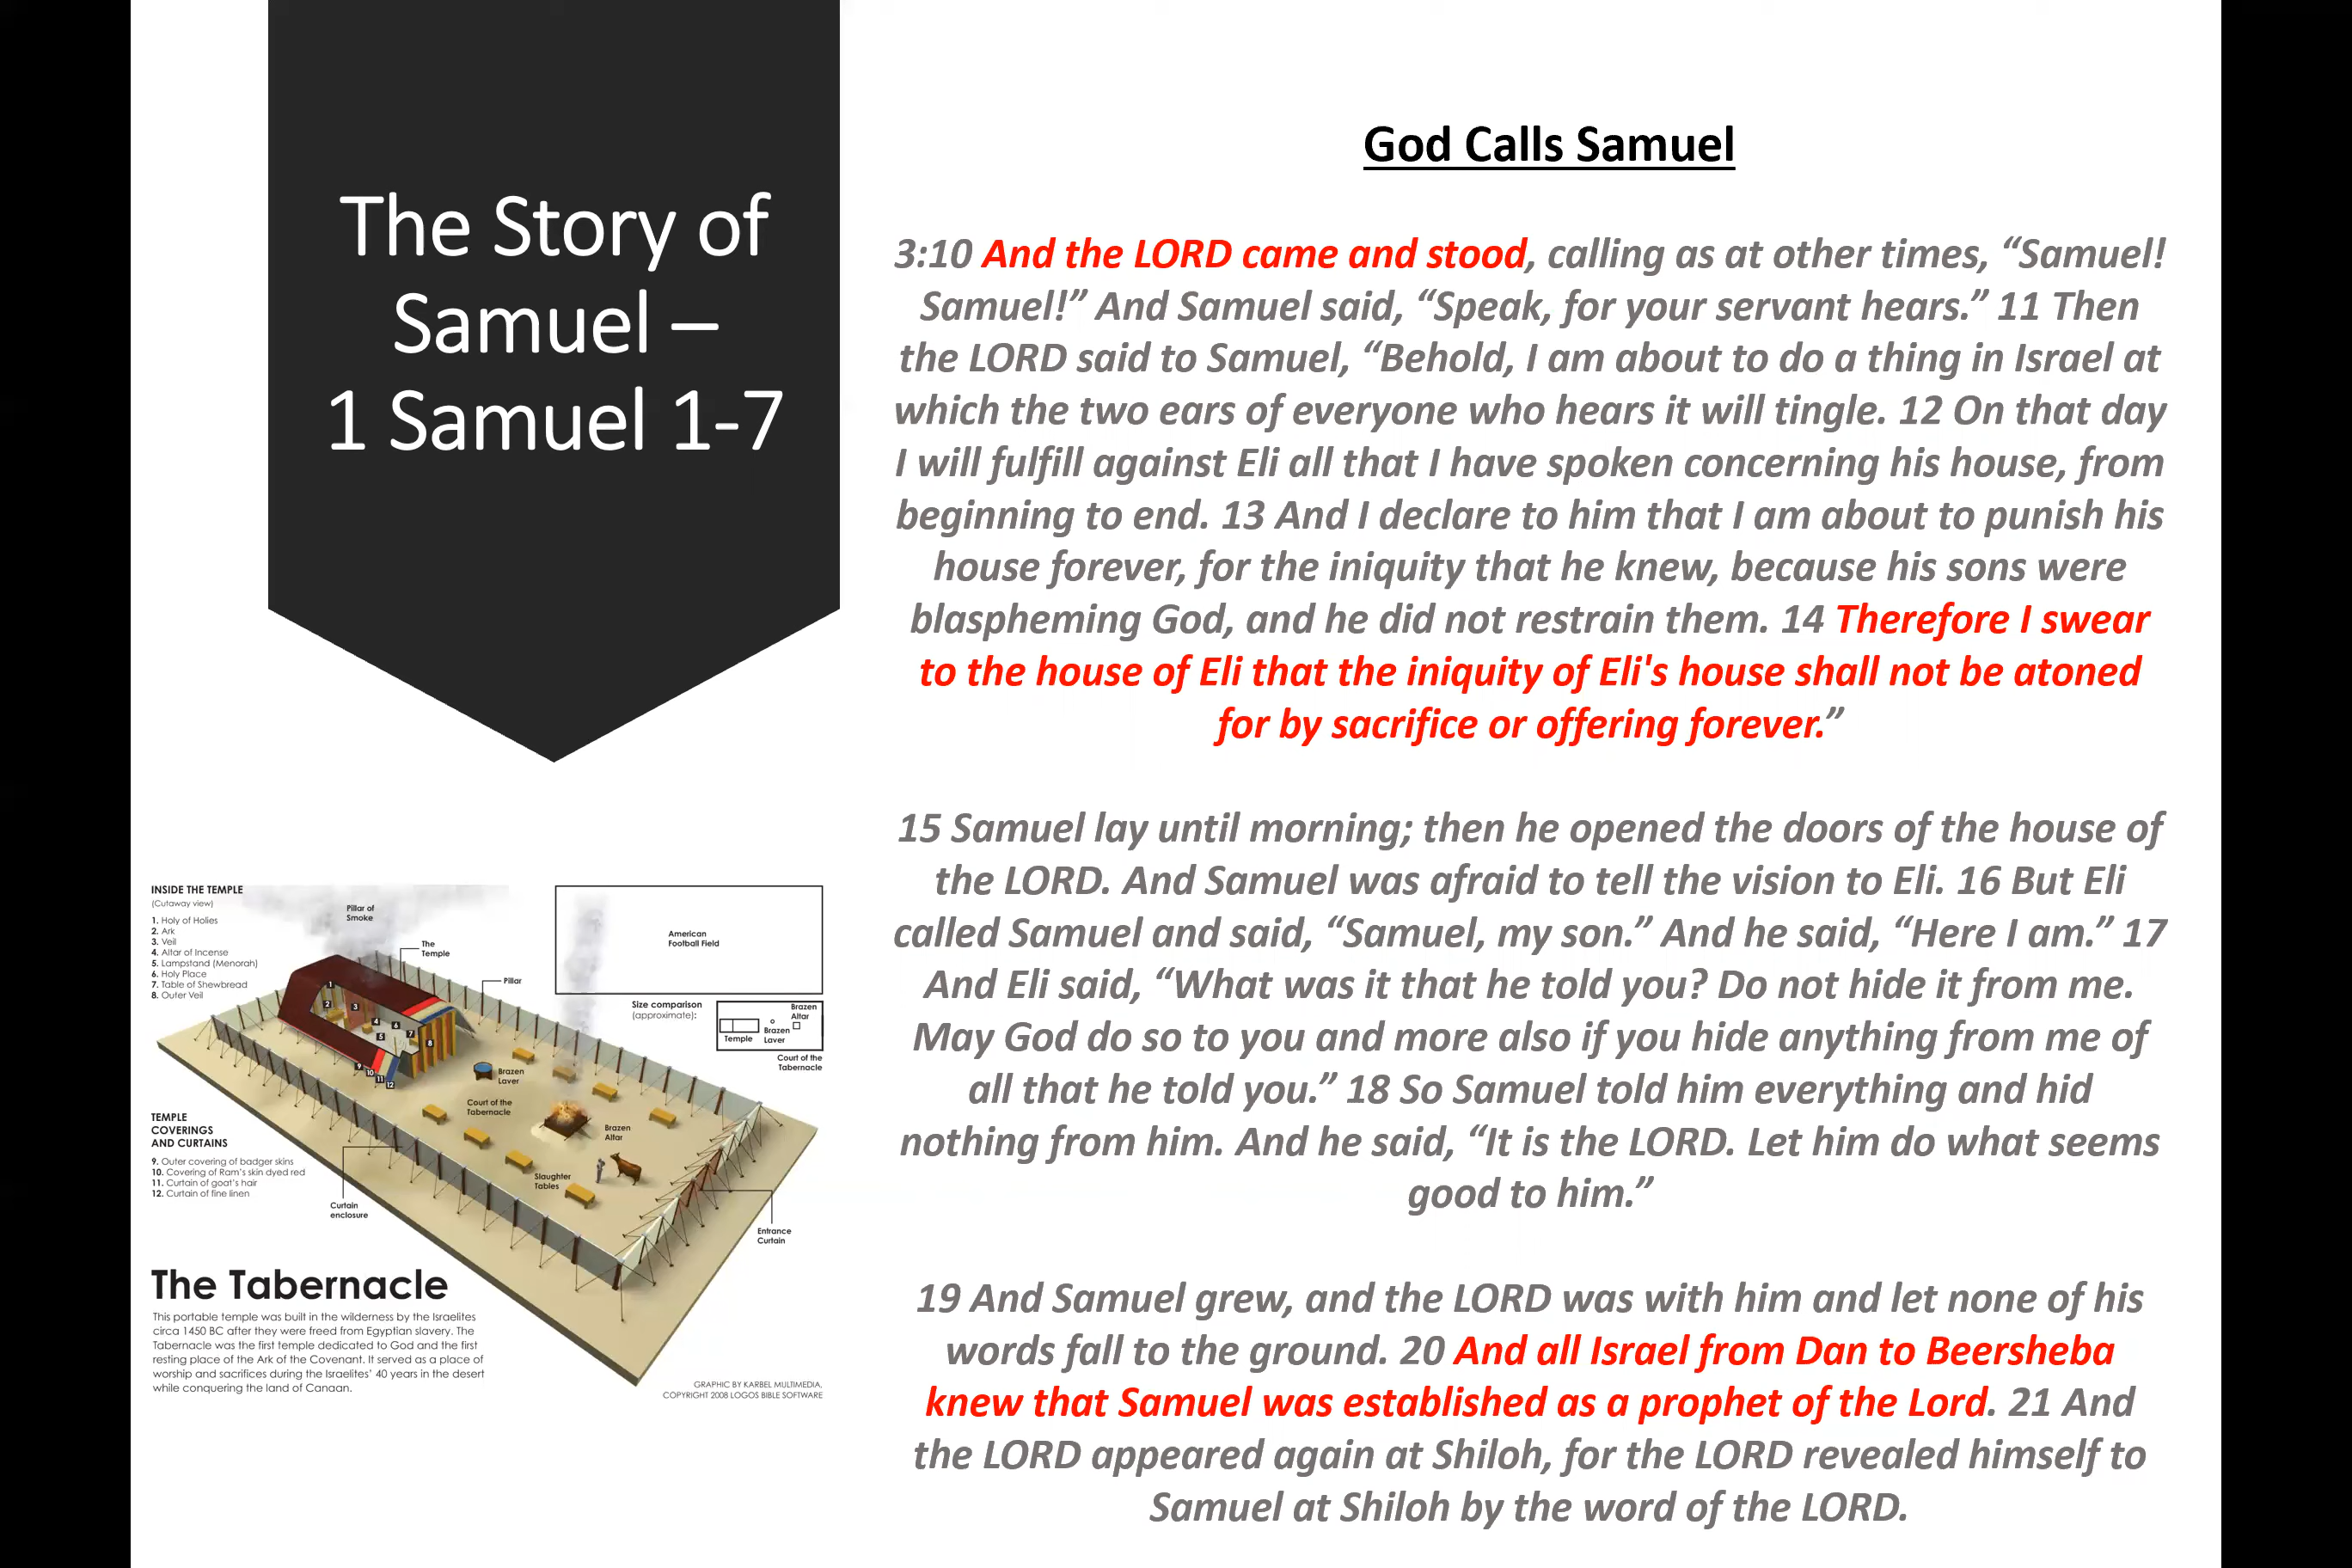 The Story of
Samuel –
1 Samuel 1-7
God Calls Samuel
3:10 And the LORD came and stood, calling as at other times, “Samuel!
Samuel!” And Samuel said, “Speak, for your servant hears.” 11 Then
the LORD said to Samuel, “Behold, I am about to do a thing in Israel at
which the two ears of everyone who hears it will tingle. 12 On that day
I will fulfill against Eli all that I have spoken concerning his house, from
beginning to end. 13 And I declare to him that I am about to punish his
house forever, for the iniquity that he knew, because his sons were
blaspheming God, and he did not restrain them. 14 Therefore I swear
to the house of Eli that the iniquity of Eli's house shall not be atoned
for by sacrifice or offering forever.”
15 Samuel lay until morning; then he opened the doors of the house of
the LORD. And Samuel was afraid to tell the vision to Eli. 16 But Eli
called Samuel and said, “Samuel, my son.” And he said, “Here I am.” 17
And Eli said, “What was it that he told you? Do not hide it from me.
May God do so to you and more also if you hide anything from me of
all that he told you.” 18 So Samuel told him everything and hid
nothing from him. And he said, “It is the LORD. Let him do what seems
good to him.”
19 And Samuel grew, and the LORD was with him and let none of his
words fall to the ground. 20 And all Israel from Dan to Beersheba
knew that Samuel was established as a prophet of the Lord. 21 And
the LORD appeared again at Shiloh, for the LORD revealed himself to
Samuel at Shiloh by the word of the LORD.
INSIDE THE TEMPLE
(Cutaway view)
1. Holy of Holies
2. Ark
3. Veil
4. Altar of Incense
5. Lampstand (Menorah)
6. Holy Place
7. Table of Shewbread
8. Outer Veil
Pillar of
Smoke
The
Temple
Pillar
American
Football Field
Size comparison
(approximate):
Brazen
Altar
Temple
Brazen
Laver
Court of the
Tabernacle
1
2
3
4
5
6
7
8
9
10
11
12
Brazen
Laver
Court of the
Tabernacle
Brazen
Altar
Slaughter
Tables
Curtain
enclosure
Entrance
Curtain
TEMPLE
COVERINGS
AND CURTAINS
9. Outer covering of badger skins
10. Covering of Ram's skin dyed red
11. Curtain of goat's hair
12. Curtain of fine linen
The Tabernacle
This portable temple was built in the wilderness by the Israelites
circa 1450 BC after they were freed from Egyptian slavery. The
Tabernacle was the first temple dedicated to God and the first
resting place of the Ark of the Covenant. It served as a place of
worship and sacrifices during the Israelites' 40 years in the desert
while conquering the land of Canaan.
GRAPHIC BY KARBEL MULTIMEDIA,
COPYRIGHT 2008 LOGOS BIBLE SOFTWARE